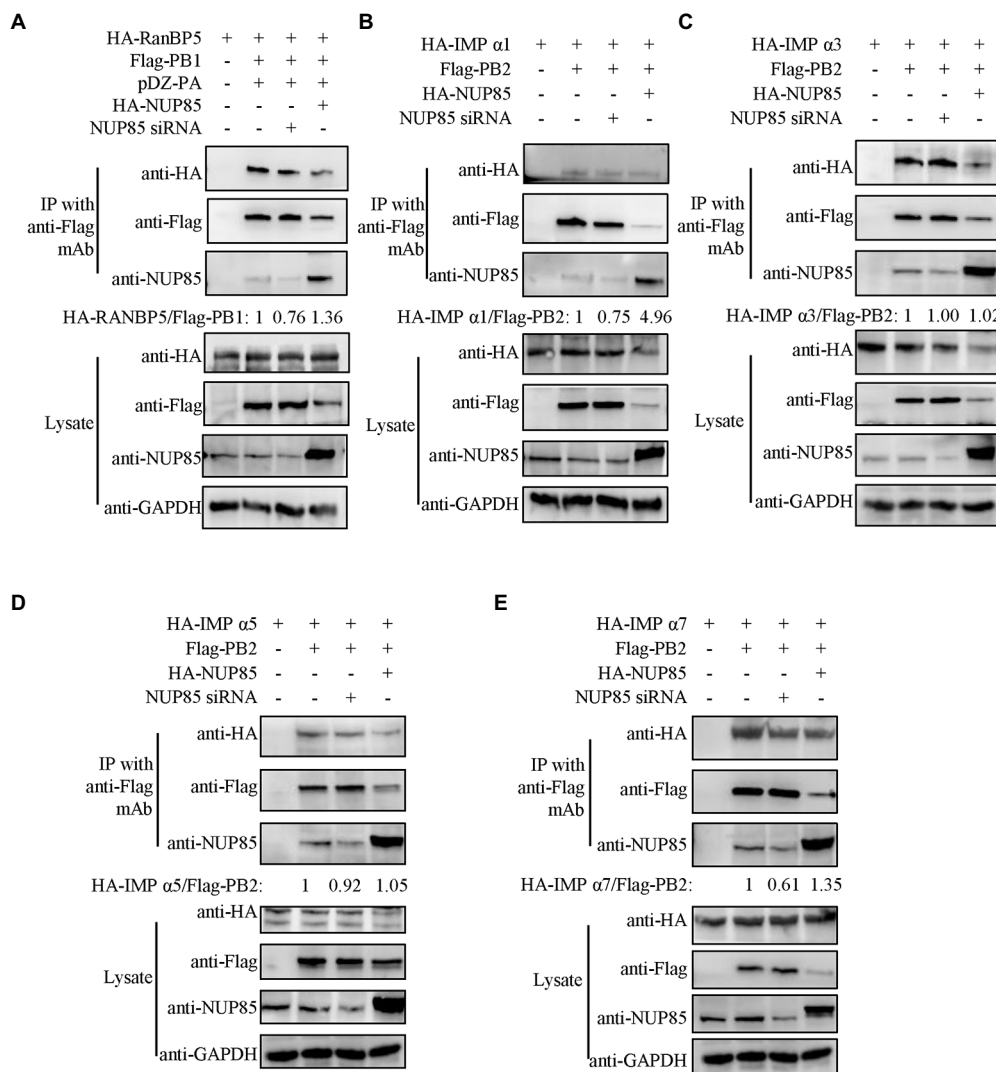 A
HA-RanBP5 + + + +
Flag-PB1 - + + +
pDZ-PA - + + +
HA-NUP85 - - - +
NUP85 siRNA - - + -
anti-HA
IP with
anti-Flag
mAb
anti-Flag
anti-NUP85
HA-RANBP5/Flag-PB1: 1 0.76 1.36
anti-HA
anti-Flag
Lysate
anti-NUP85
anti-GAPDH
B
HA-IMP α1 + + + +
Flag-PB2 - + + +
HA-NUP85 - - - +
NUP85 siRNA - - + -
anti-HA
IP with
anti-Flag
mAb
anti-Flag
anti-NUP85
HA-IMP α1/Flag-PB2: 1 0.75 4.96
anti-HA
anti-Flag
Lysate
anti-NUP85
anti-GAPDH
C
HA-IMP α3 + + + +
Flag-PB2 - + + +
HA-NUP85 - - - +
NUP85 siRNA - - + -
anti-HA
IP with
anti-Flag
mAb
anti-Flag
anti-NUP85
HA-IMP α3/Flag-PB2: 1 1.00 1.02
anti-HA
anti-Flag
Lysate
anti-NUP85
anti-GAPDH
D
HA-IMP α5 + + + +
Flag-PB2 - + + +
HA-NUP85 - - - +
NUP85 siRNA - - + -
anti-HA
IP with
anti-Flag
mAb
anti-Flag
anti-NUP85
HA-IMP α5/Flag-PB2: 1 0.92 1.05
anti-HA
anti-Flag
Lysate
anti-NUP85
anti-GAPDH
E
HA-IMP α7 + + + +
Flag-PB2 - + + +
HA-NUP85 - - - +
NUP85 siRNA - - + -
anti-HA
IP with
anti-Flag
mAb
anti-Flag
anti-NUP85
HA-IMP α7/Flag-PB2: 1 0.61 1.35
anti-HA
anti-Flag
Lysate
anti-NUP85
anti-GAPDH